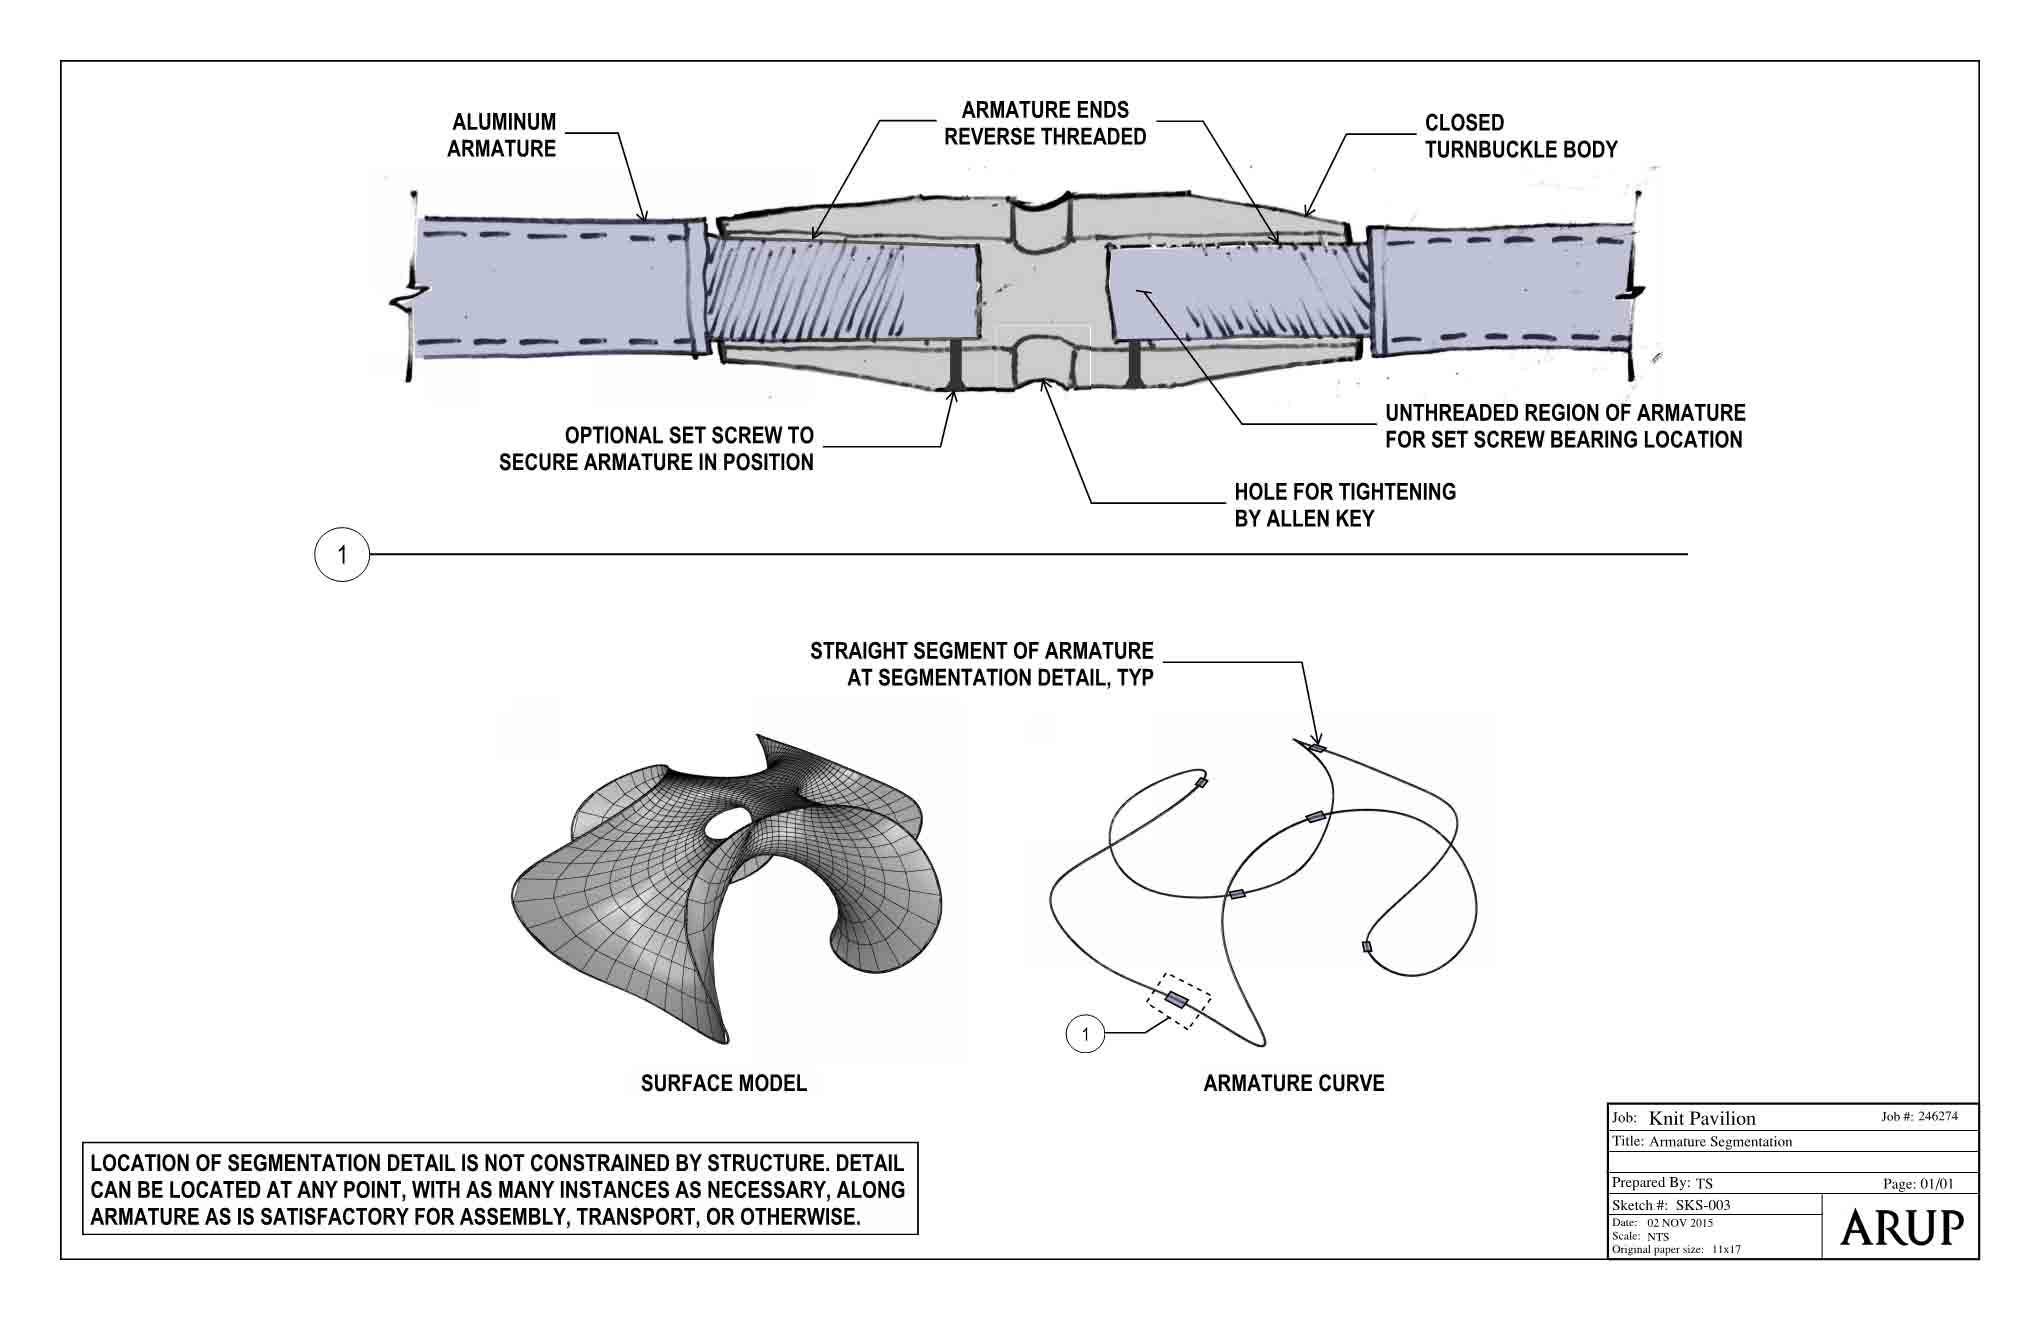 ALUMINUM
ARMATURE
ARMATURE ENDS
REVERSE THREADED
CLOSED
TURNBUCKLE BODY
OPTIONAL SET SCREW TO
SECURE ARMATURE IN POSITION
UNTHREADED REGION OF ARMATURE
FOR SET SCREW BEARING LOCATION
HOLE FOR TIGHTENING
BY ALLEN KEY
1
STRAIGHT SEGMENT OF ARMATURE
AT SEGMENTATION DETAIL, TYP
1
SURFACE MODEL
ARMATURE CURVE
LOCATION OF SEGMENTATION DETAIL IS NOT CONSTRAINED BY STRUCTURE. DETAIL
CAN BE LOCATED AT ANY POINT, WITH AS MANY INSTANCES AS NECESSARY, ALONG
ARMATURE AS IS SATISFACTORY FOR ASSEMBLY, TRANSPORT, OR OTHERWISE.
Job: Knit Pavilion Job #: 246274
Title: Armature Segmentation
Prepared By: TS Page: 01/01
Sketch #: SKS-003
Date: 02 NOV 2015
Scale: NTS
Original paper size: 11x17
ARUP